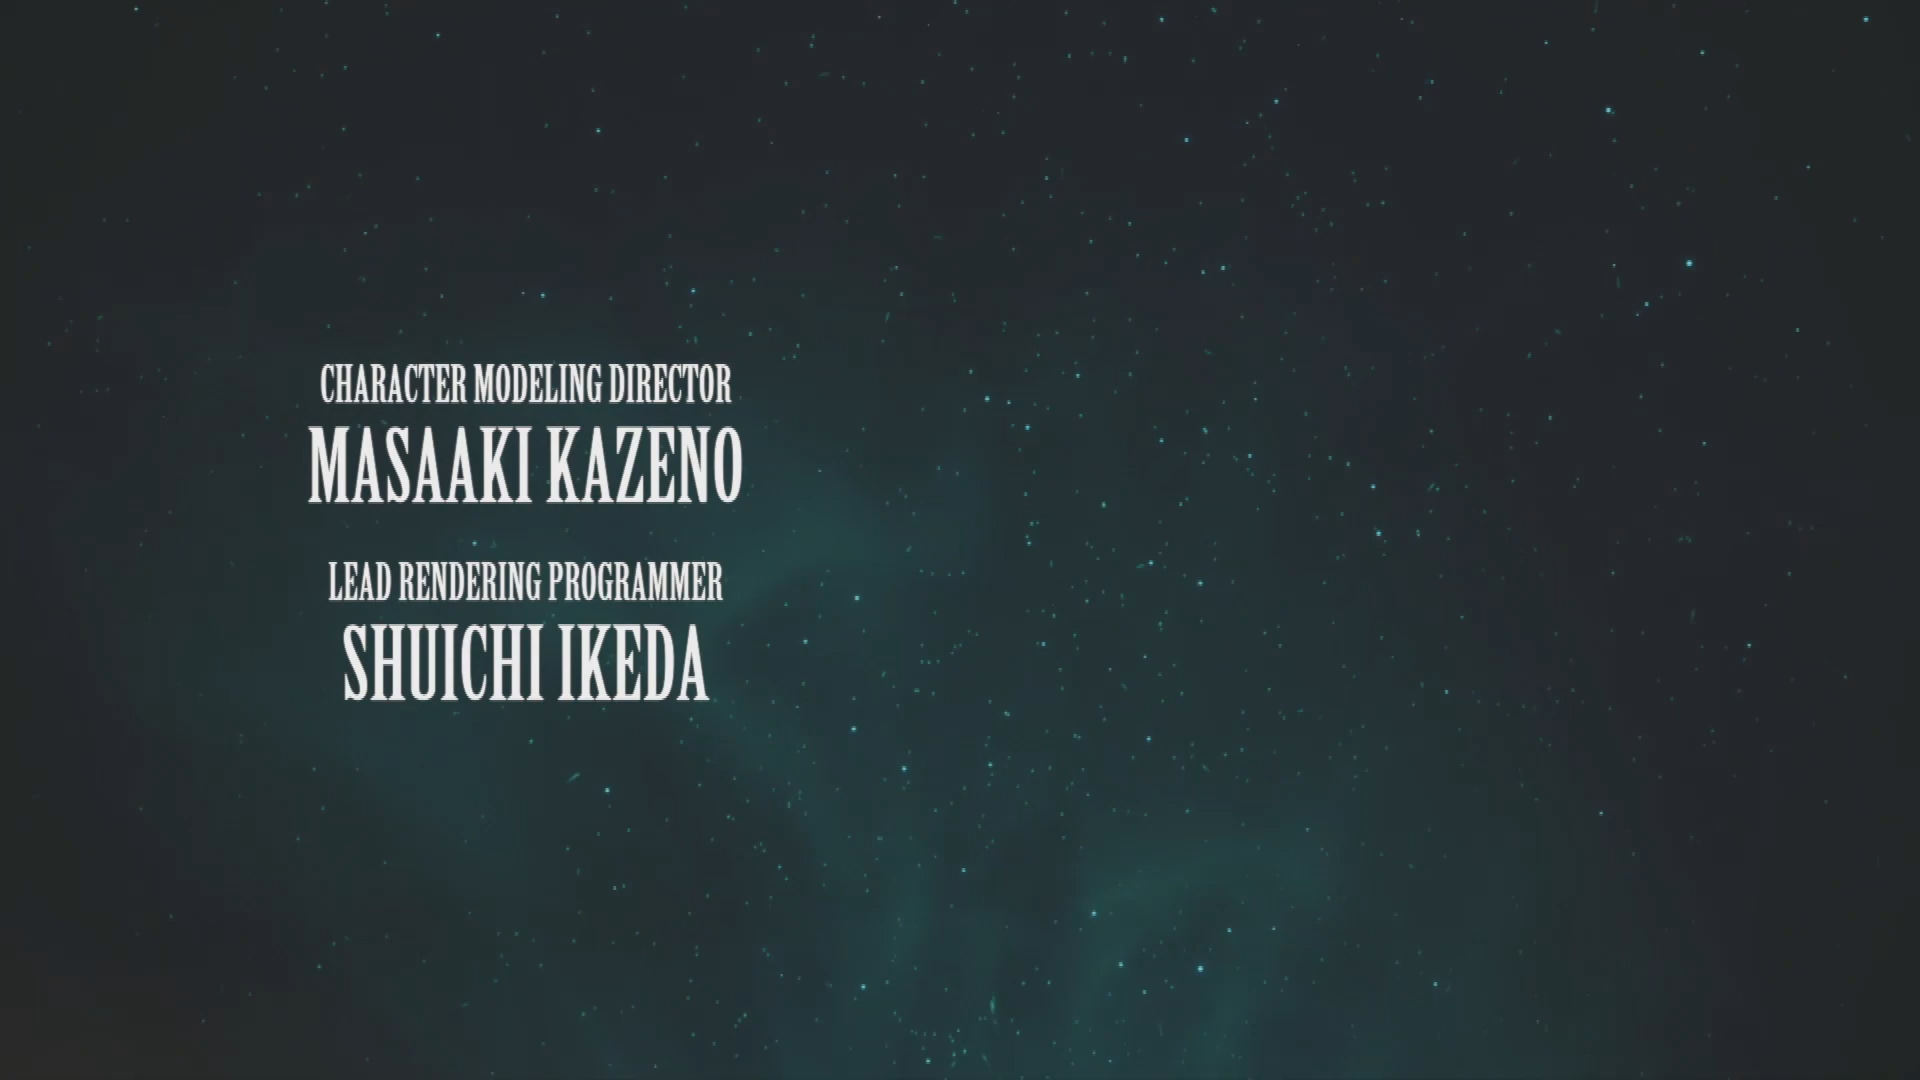 CHARACTER MODELING DIRECTOR
MASAAKI KAZENO
LEAD RENDERING PROGRAMMER
SHUICHI IKEDA